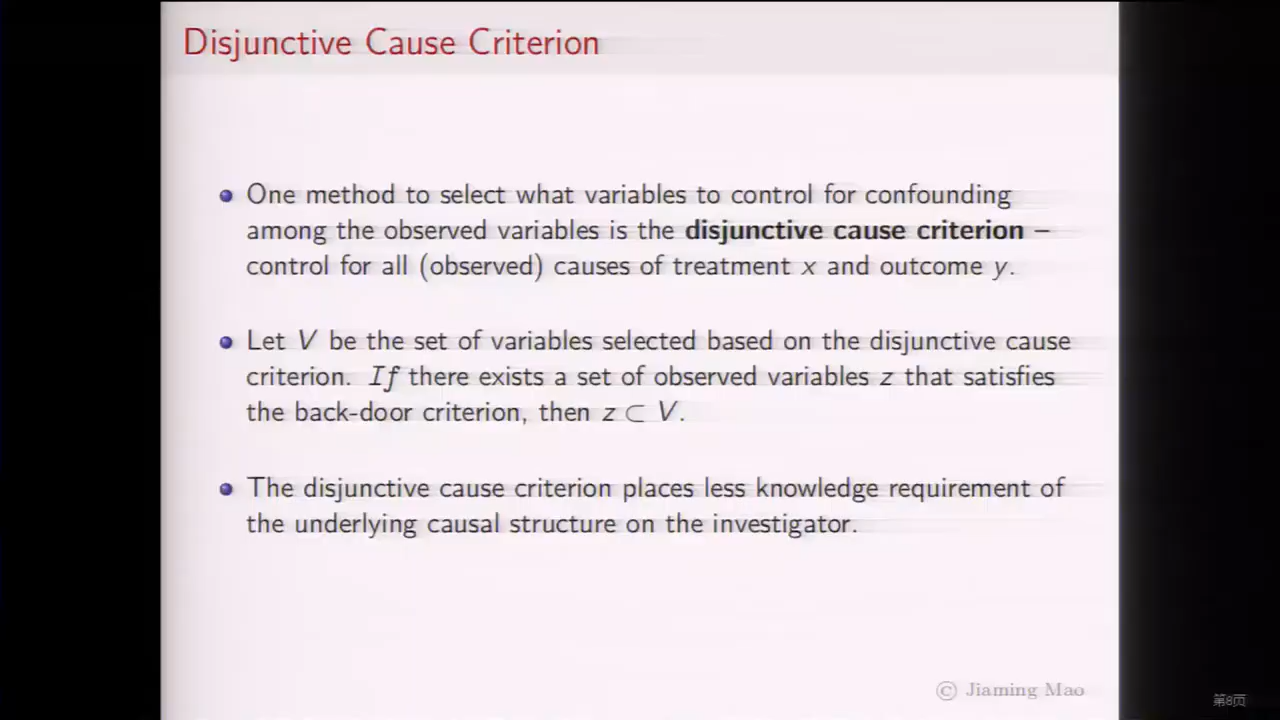 Disjunctive Cause Criterion
One method to select what variables to control for confounding
among the observed variables is the disjunctive cause criterion –
control for all (observed) causes of treatment x and outcome y.
Let V be the set of variables selected based on the disjunctive cause
criterion. If there exists a set of observed variables z that satisfies
the back-door criterion, then z ⊂ V.
The disjunctive cause criterion places less knowledge requirement of
the underlying causal structure on the investigator.
© Jiaming Mao
第8页